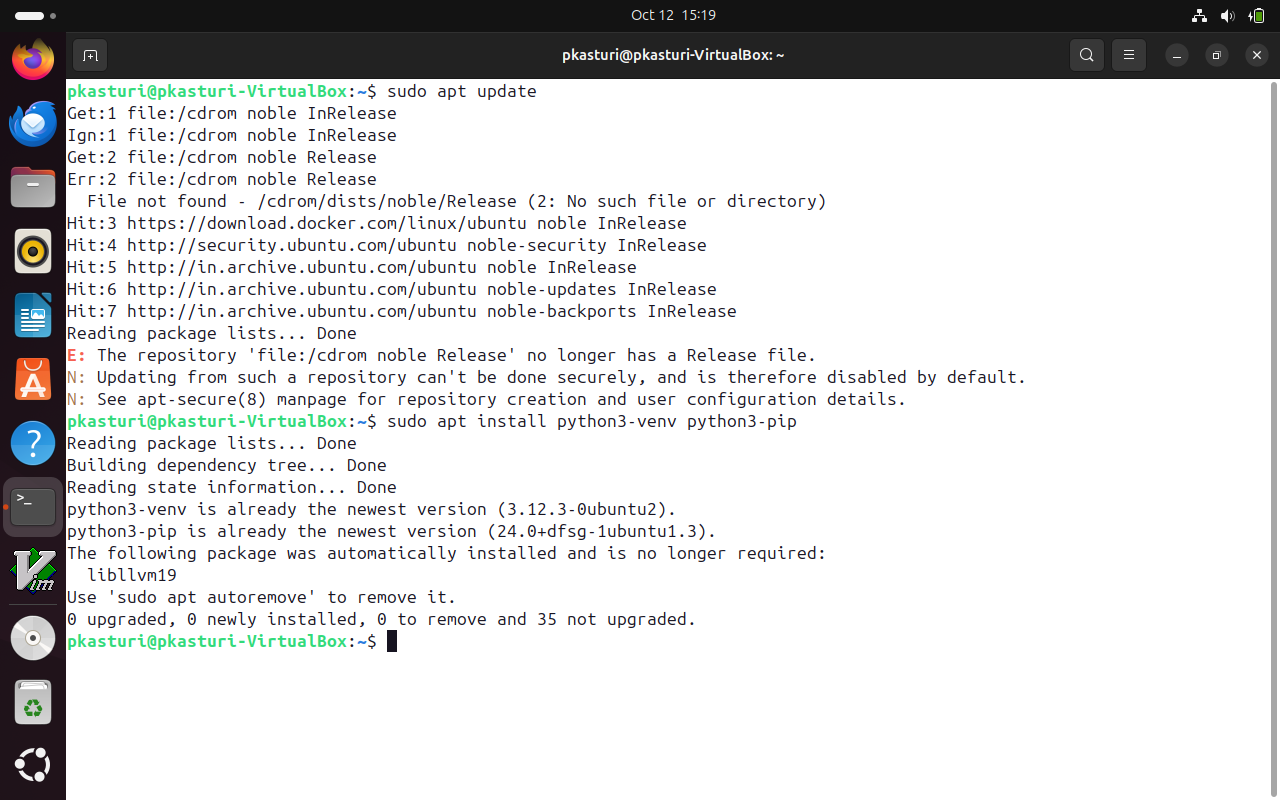 Oct 12 15:19
pkasturi@pkasturi-VirtualBox: ~
pkasturi@pkasturi-VirtualBox:~$ sudo apt update
Get:1 file:/cdrom noble InRelease
Ign:1 file:/cdrom noble InRelease
Get:2 file:/cdrom noble Release
Err:2 file:/cdrom noble Release
  File not found - /cdrom/dists/noble/Release (2: No such file or directory)
Hit:3 https://download.docker.com/linux/ubuntu noble InRelease
Hit:4 http://security.ubuntu.com/ubuntu noble-security InRelease
Hit:5 http://in.archive.ubuntu.com/ubuntu noble InRelease
Hit:6 http://in.archive.ubuntu.com/ubuntu noble-updates InRelease
Hit:7 http://in.archive.ubuntu.com/ubuntu noble-backports InRelease
Reading package lists... Done
E: The repository 'file:/cdrom noble Release' no longer has a Release file.
N: Updating from such a repository can't be done securely, and is therefore disabled by default.
N: See apt-secure(8) manpage for repository creation and user configuration details.
pkasturi@pkasturi-VirtualBox:~$ sudo apt install python3-venv python3-pip
Reading package lists... Done
Building dependency tree... Done
Reading state information... Done
python3-venv is already the newest version (3.12.3-0ubuntu2).
python3-pip is already the newest version (24.0+dfsg-1ubuntu1.3).
The following package was automatically installed and is no longer required:
  libllvm19
Use 'sudo apt autoremove' to remove it.
0 upgraded, 0 newly installed, 0 to remove and 35 not upgraded.
pkasturi@pkasturi-VirtualBox:~$
>_
Vim